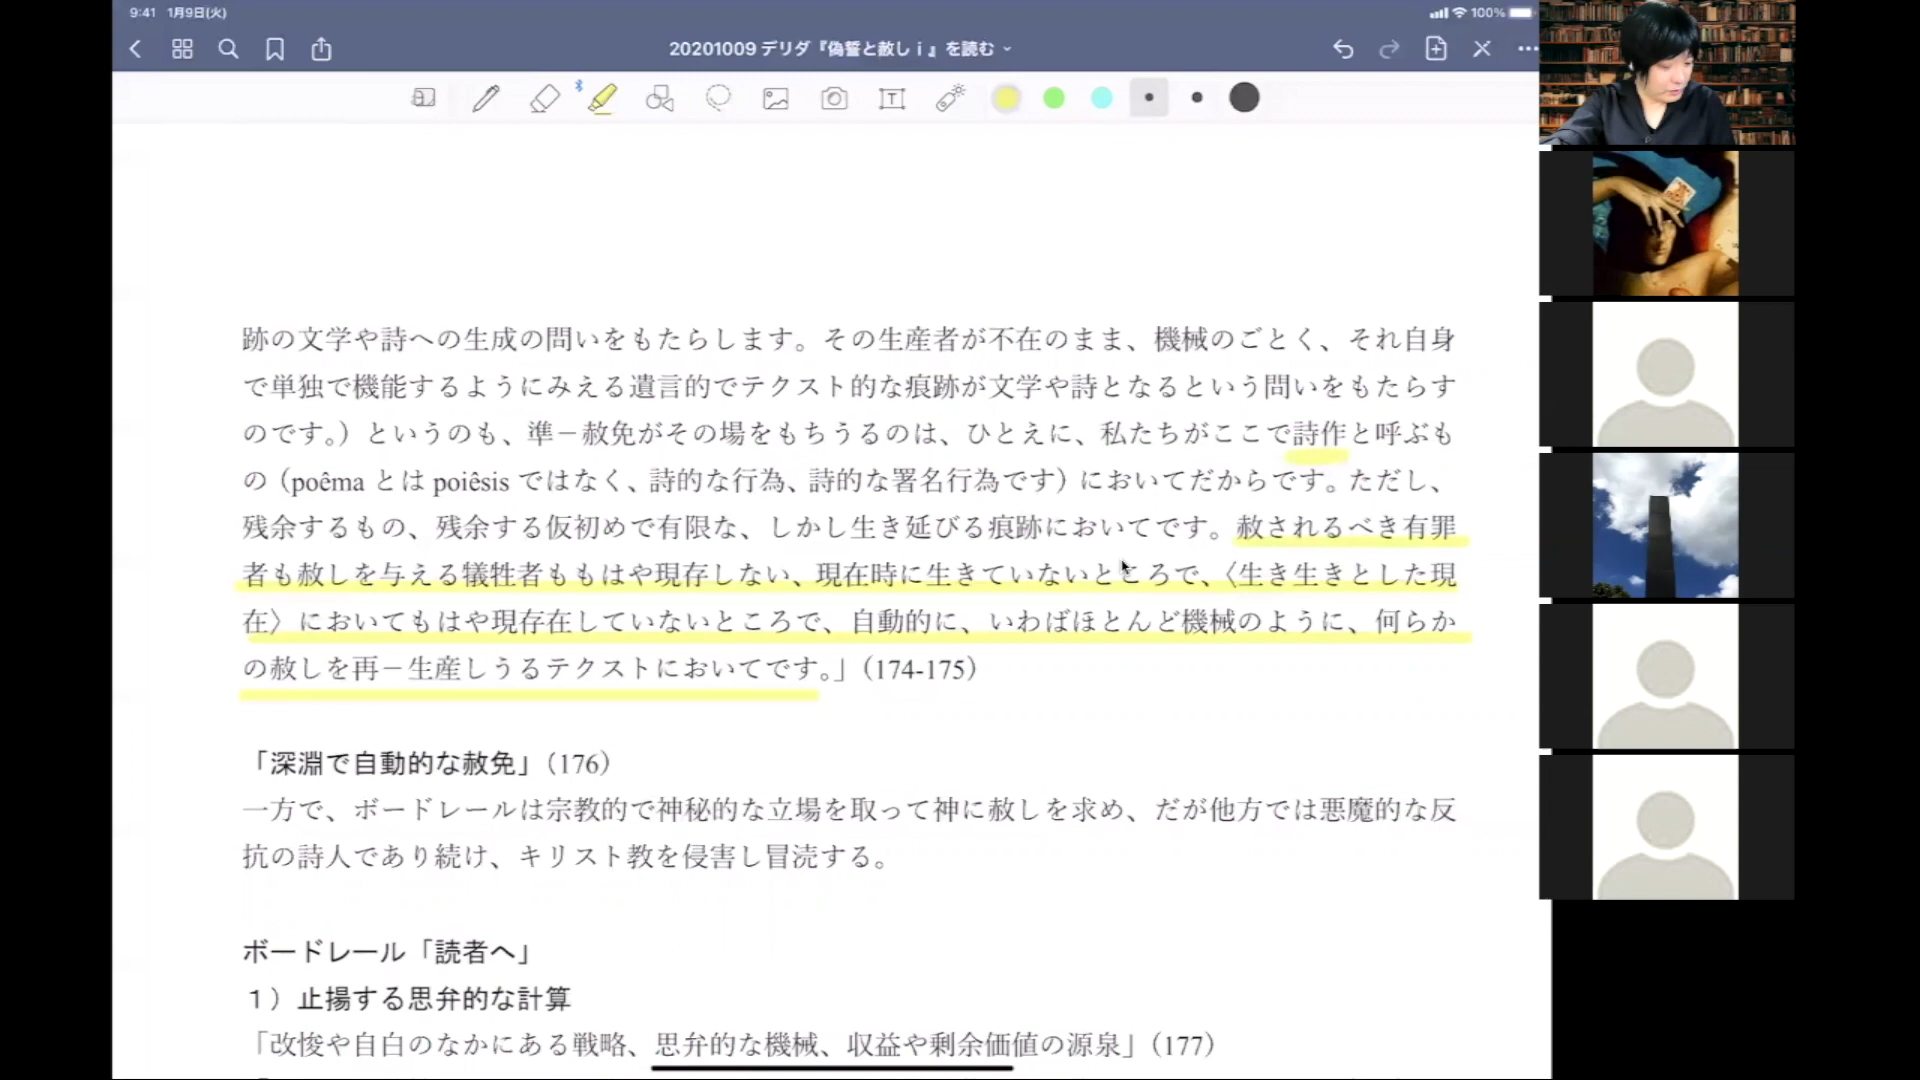 9:41 1月9日(火)
100%
20201009 デリダ『偽誓と赦しⅰ』を読む
跡の文学や詩への生成の問いをもたらします。その生産者が不在のまま、機械のごとく、それ自身
で単独で機能するようにみえる遺言的でテクスト的な痕跡が文学や詩となるという問いをもたらす
のです。）というのも、準－赦免がその場をもちうるのは、ひとえに、私たちがここで詩作と呼ぶも
の（poêma とは poiêsis ではなく、詩的な行為、詩的な署名行為です）においてだからです。ただし、
残余するもの、残余する仮初めで有限な、しかし生き延びる痕跡においてです。赦されるべき有罪
者も赦しを与える犠牲者ももはや現存しない、現在時に生きていないところで、〈生き生きとした現
在〉においてもはや現存在していないところで、自動的に、いわばほとんど機械のように、何らか
の赦しを再－生産しうるテクストにおいてです。」（174-175）
「深淵で自動的な赦免」（176）
一方で、ボードレールは宗教的で神秘的な立場を取って神に赦しを求め、だが他方では悪魔的な反
抗の詩人であり続け、キリスト教を侵害し冒涜する。
ボードレール「読者へ」
１）止揚する思弁的な計算
「改悛や自白のなかにある戦略、思弁的な機械、収益や剰余価値の源泉」（177）